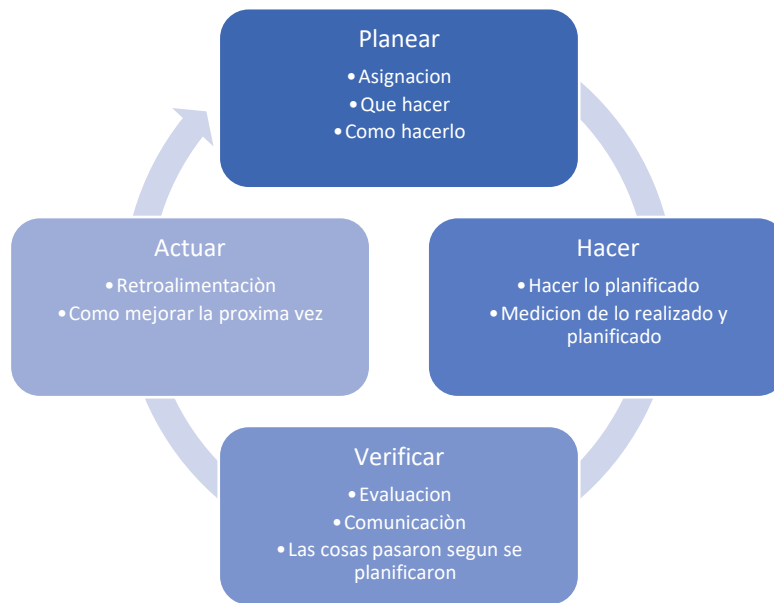 Planear
•Asignacion
•Que hacer
•Como hacerlo
Hacer
•Hacer lo planificado
•Medicion de lo realizado y
planificado
Verificar
•Evaluacion
•Comunicaciòn
•Las cosas pasaron segun se
planificaron
Actuar
•Retroalimentaciòn
•Como mejorar la proxima vez